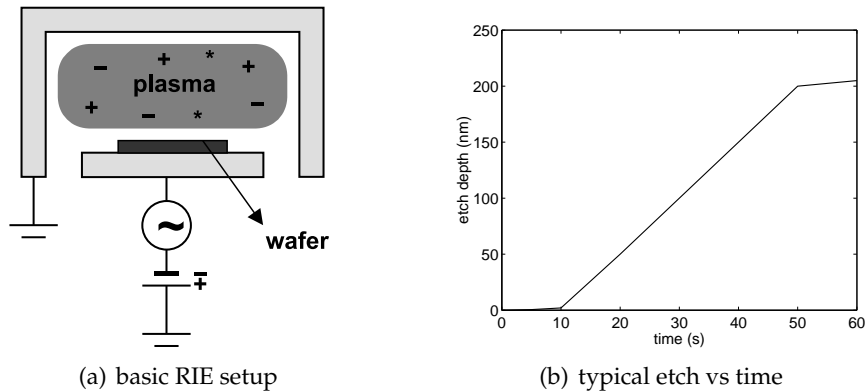 plasma
wafer
(a) basic RIE setup
250
200
150
100
50
0
etch depth (nm)
0 10 20 30 40 50 60
time (s)
(b) typical etch vs time